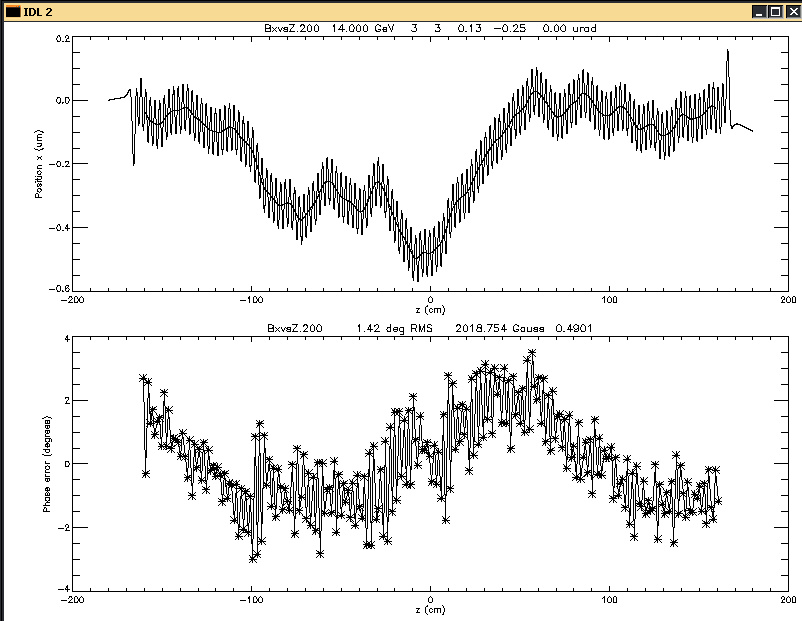 IDL 2
BxvsZ.200 14.000 GeV 3 3 0.13 -0.25 0.00 urad
0.2
0.0
-0.2
-0.4
-0.6
Position x (um)
-200 -100 0 100 200
z (cm)
BxvsZ.200 1.42 deg RMS 2018.754 Gauss 0.4901
4
2
0
-2
-4
Phase error (degrees)
-200 -100 0 100 200
z (cm)